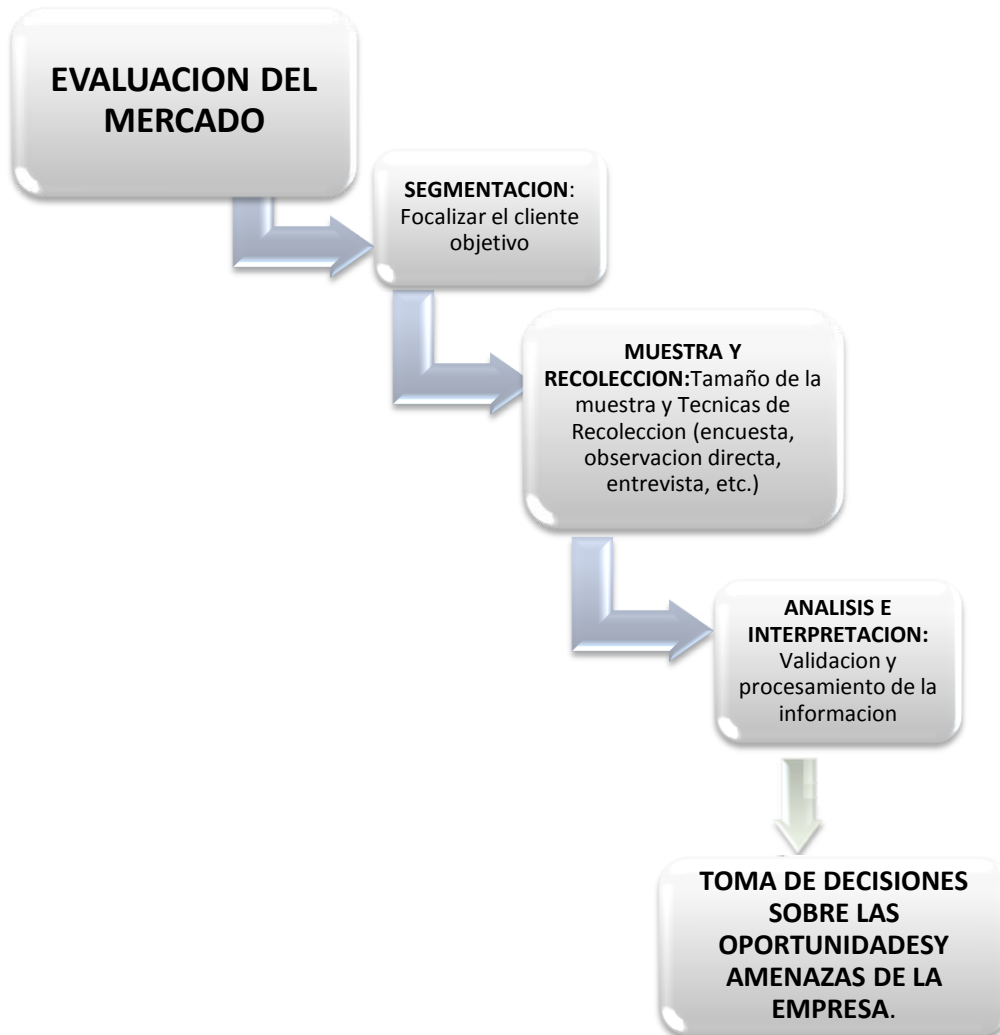 EVALUACION DEL
MERCADO
SEGMENTACION:
Focalizar el cliente
objetivo
MUESTRA Y
RECOLECCION:Tamaño de la
muestra y Tecnicas de
Recoleccion (encuesta,
observacion directa,
entrevista, etc.)
ANALISIS E
INTERPRETACION:
Validacion y
procesamiento de la
informacion
TOMA DE DECISIONES
SOBRE LAS
OPORTUNIDADESY
AMENAZAS DE LA
EMPRESA.